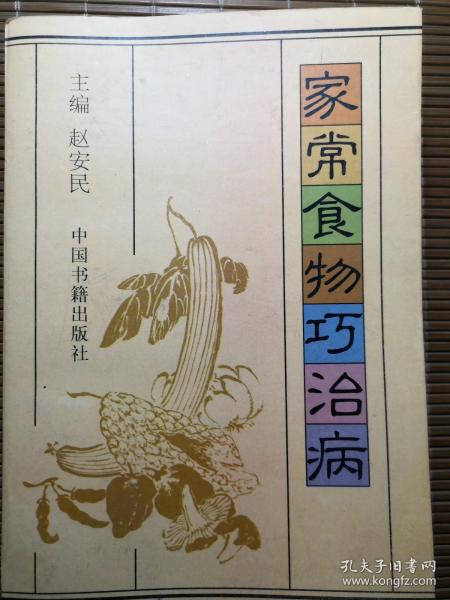 家常食物巧治病
主编 赵安民
中国书籍出版社
孔夫子旧书网
www.kongfz.com